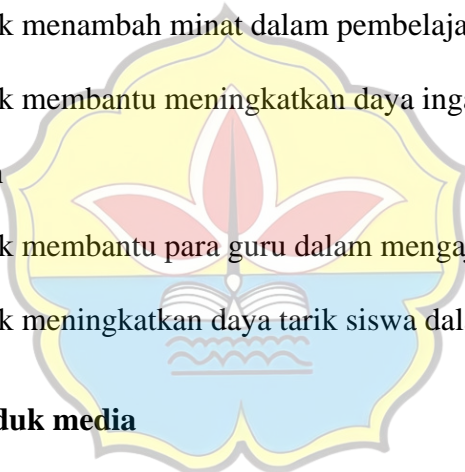 k menambah minat dalam pembelaja
k membantu meningkatkan daya inga
k membantu para guru dalam mengaj
k meningkatkan daya tarik siswa dal
duk media